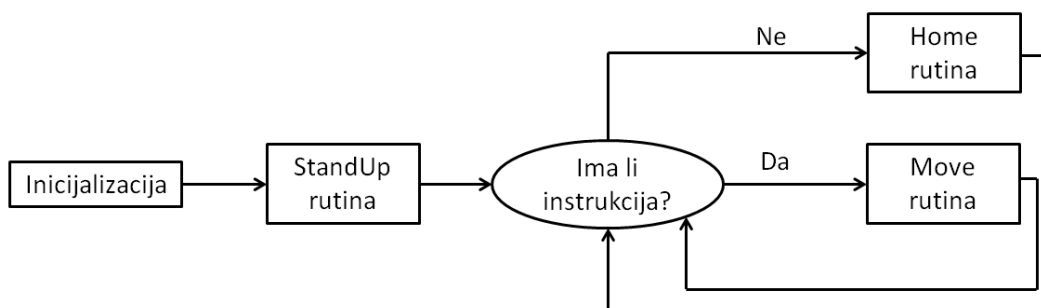 Ne
Home
rutina
Inicijalizacija
StandUp
rutina
Ima li
instrukcija?
Da
Move
rutina